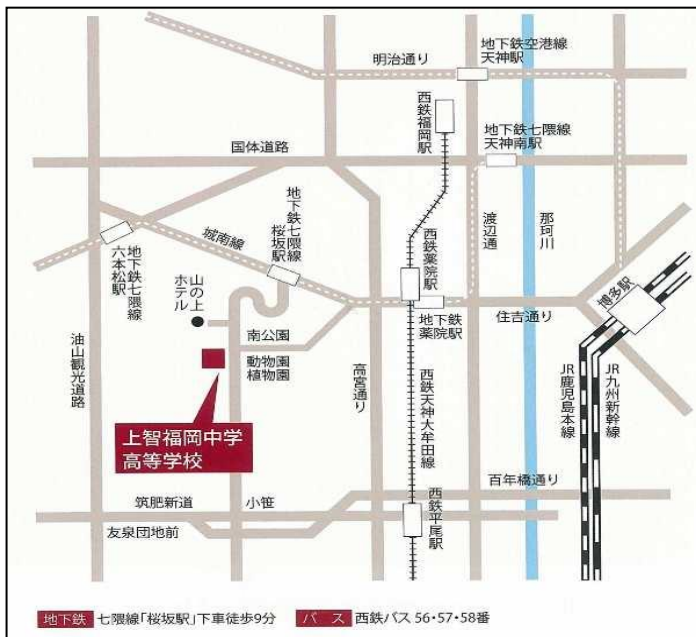 地下鉄空港線
天神駅
明治通り
西鉄福岡駅
地下鉄七隈線
天神南駅
国体道路
地下鉄七隈線
桜坂駅
城南線
西鉄薬院駅
渡辺通
那珂川
地下鉄七隈線
六本松駅
山の上
ホテル
博多駅
南公園
地下鉄
薬院駅
住吉通り
動物園
植物園
油山観光道路
高宮通り
西鉄天神大牟田線
JR鹿児島本線
JR九州新幹線
上智福岡中学
高等学校
百年橋通り
筑肥新道
小笹
西鉄平尾駅
友泉団地前
地下鉄 七隈線「桜坂駅」下車徒歩9分 バス 西鉄バス 56・57・58番